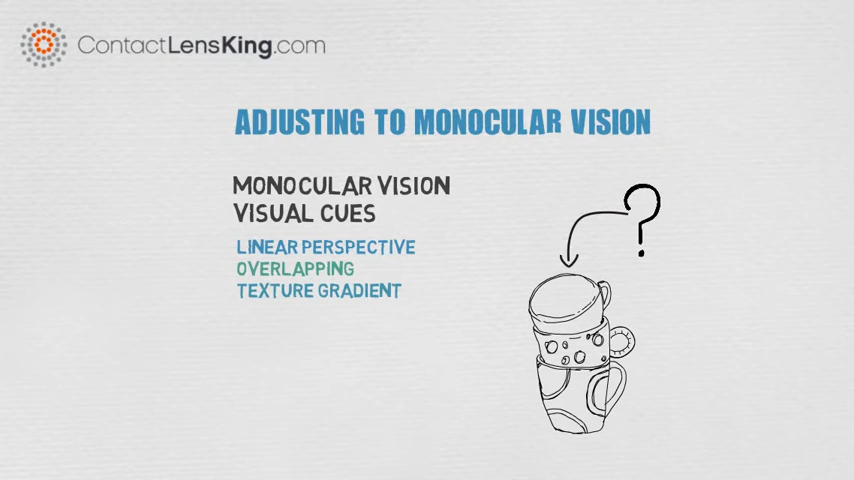 ContactLensKing.com
ADJUSTING TO MONOCULAR VISION
MONOCULAR VISION
VISUAL CUES
LINEAR PERSPECTIVE
OVERLAPPING
TEXTURE GRADIENT
?